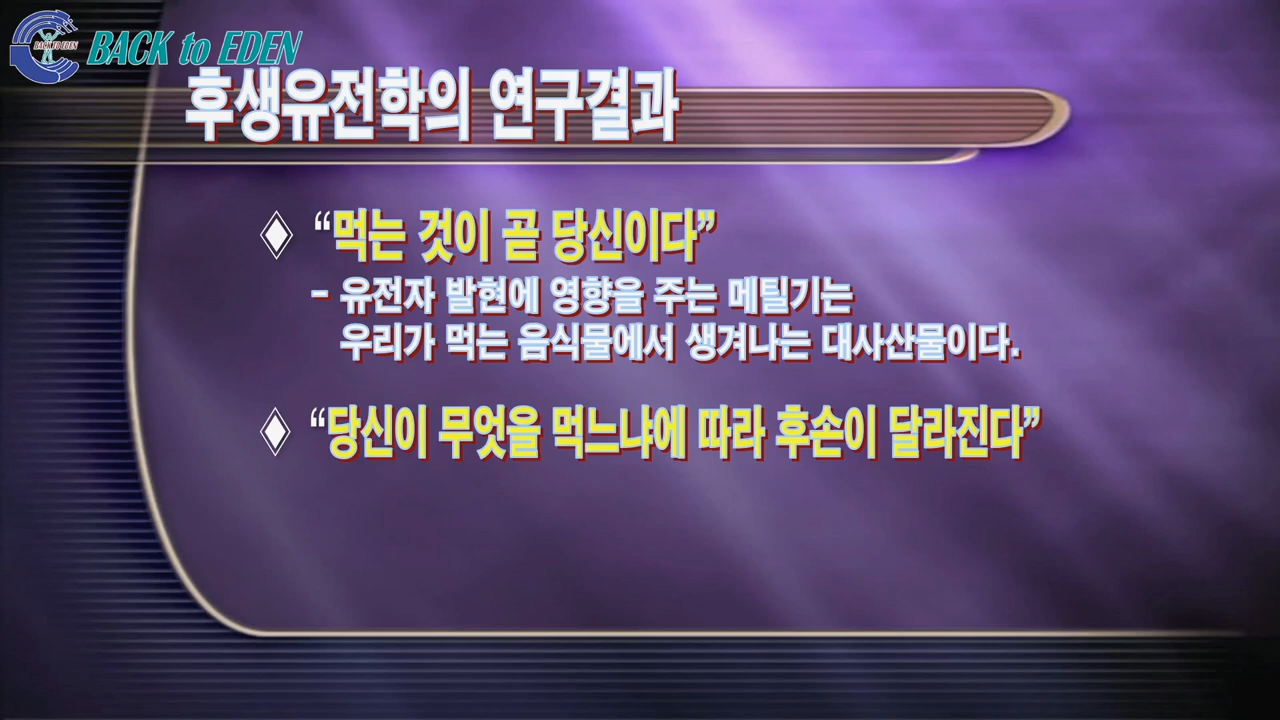 BACK TO EDEN
BACK to EDEN
후생유전학의 연구결과
“먹는 것이 곧 당신이다”
- 유전자 발현에 영향을 주는 메틸기는
우리가 먹는 음식물에서 생겨나는 대사산물이다.
“당신이 무엇을 먹느냐에 따라 후손이 달라진다”